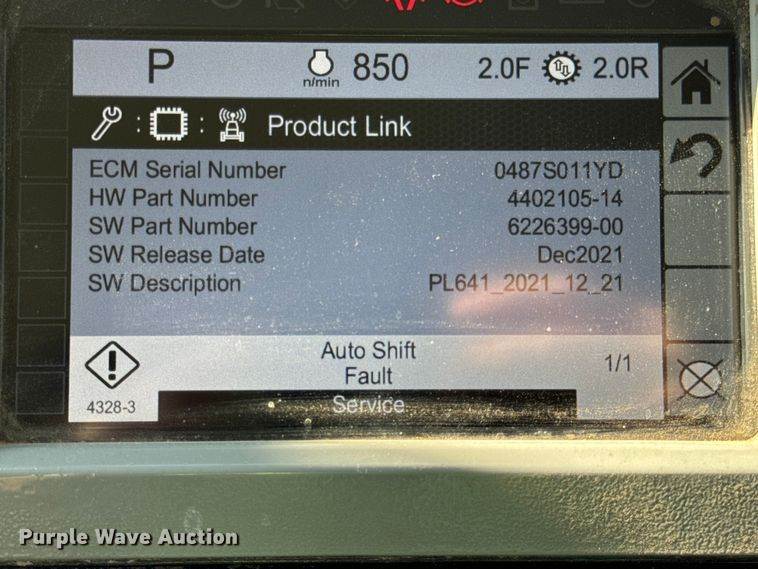 P n/min 850 2.0F 2.0R
: : Product Link
ECM Serial Number 0487S011YD
HW Part Number 4402105-14
SW Part Number 6226399-00
SW Release Date Dec2021
SW Description PL641_2021_12_21
Auto Shift
Fault
1/1
4328-3
Service
Purple Wave Auction